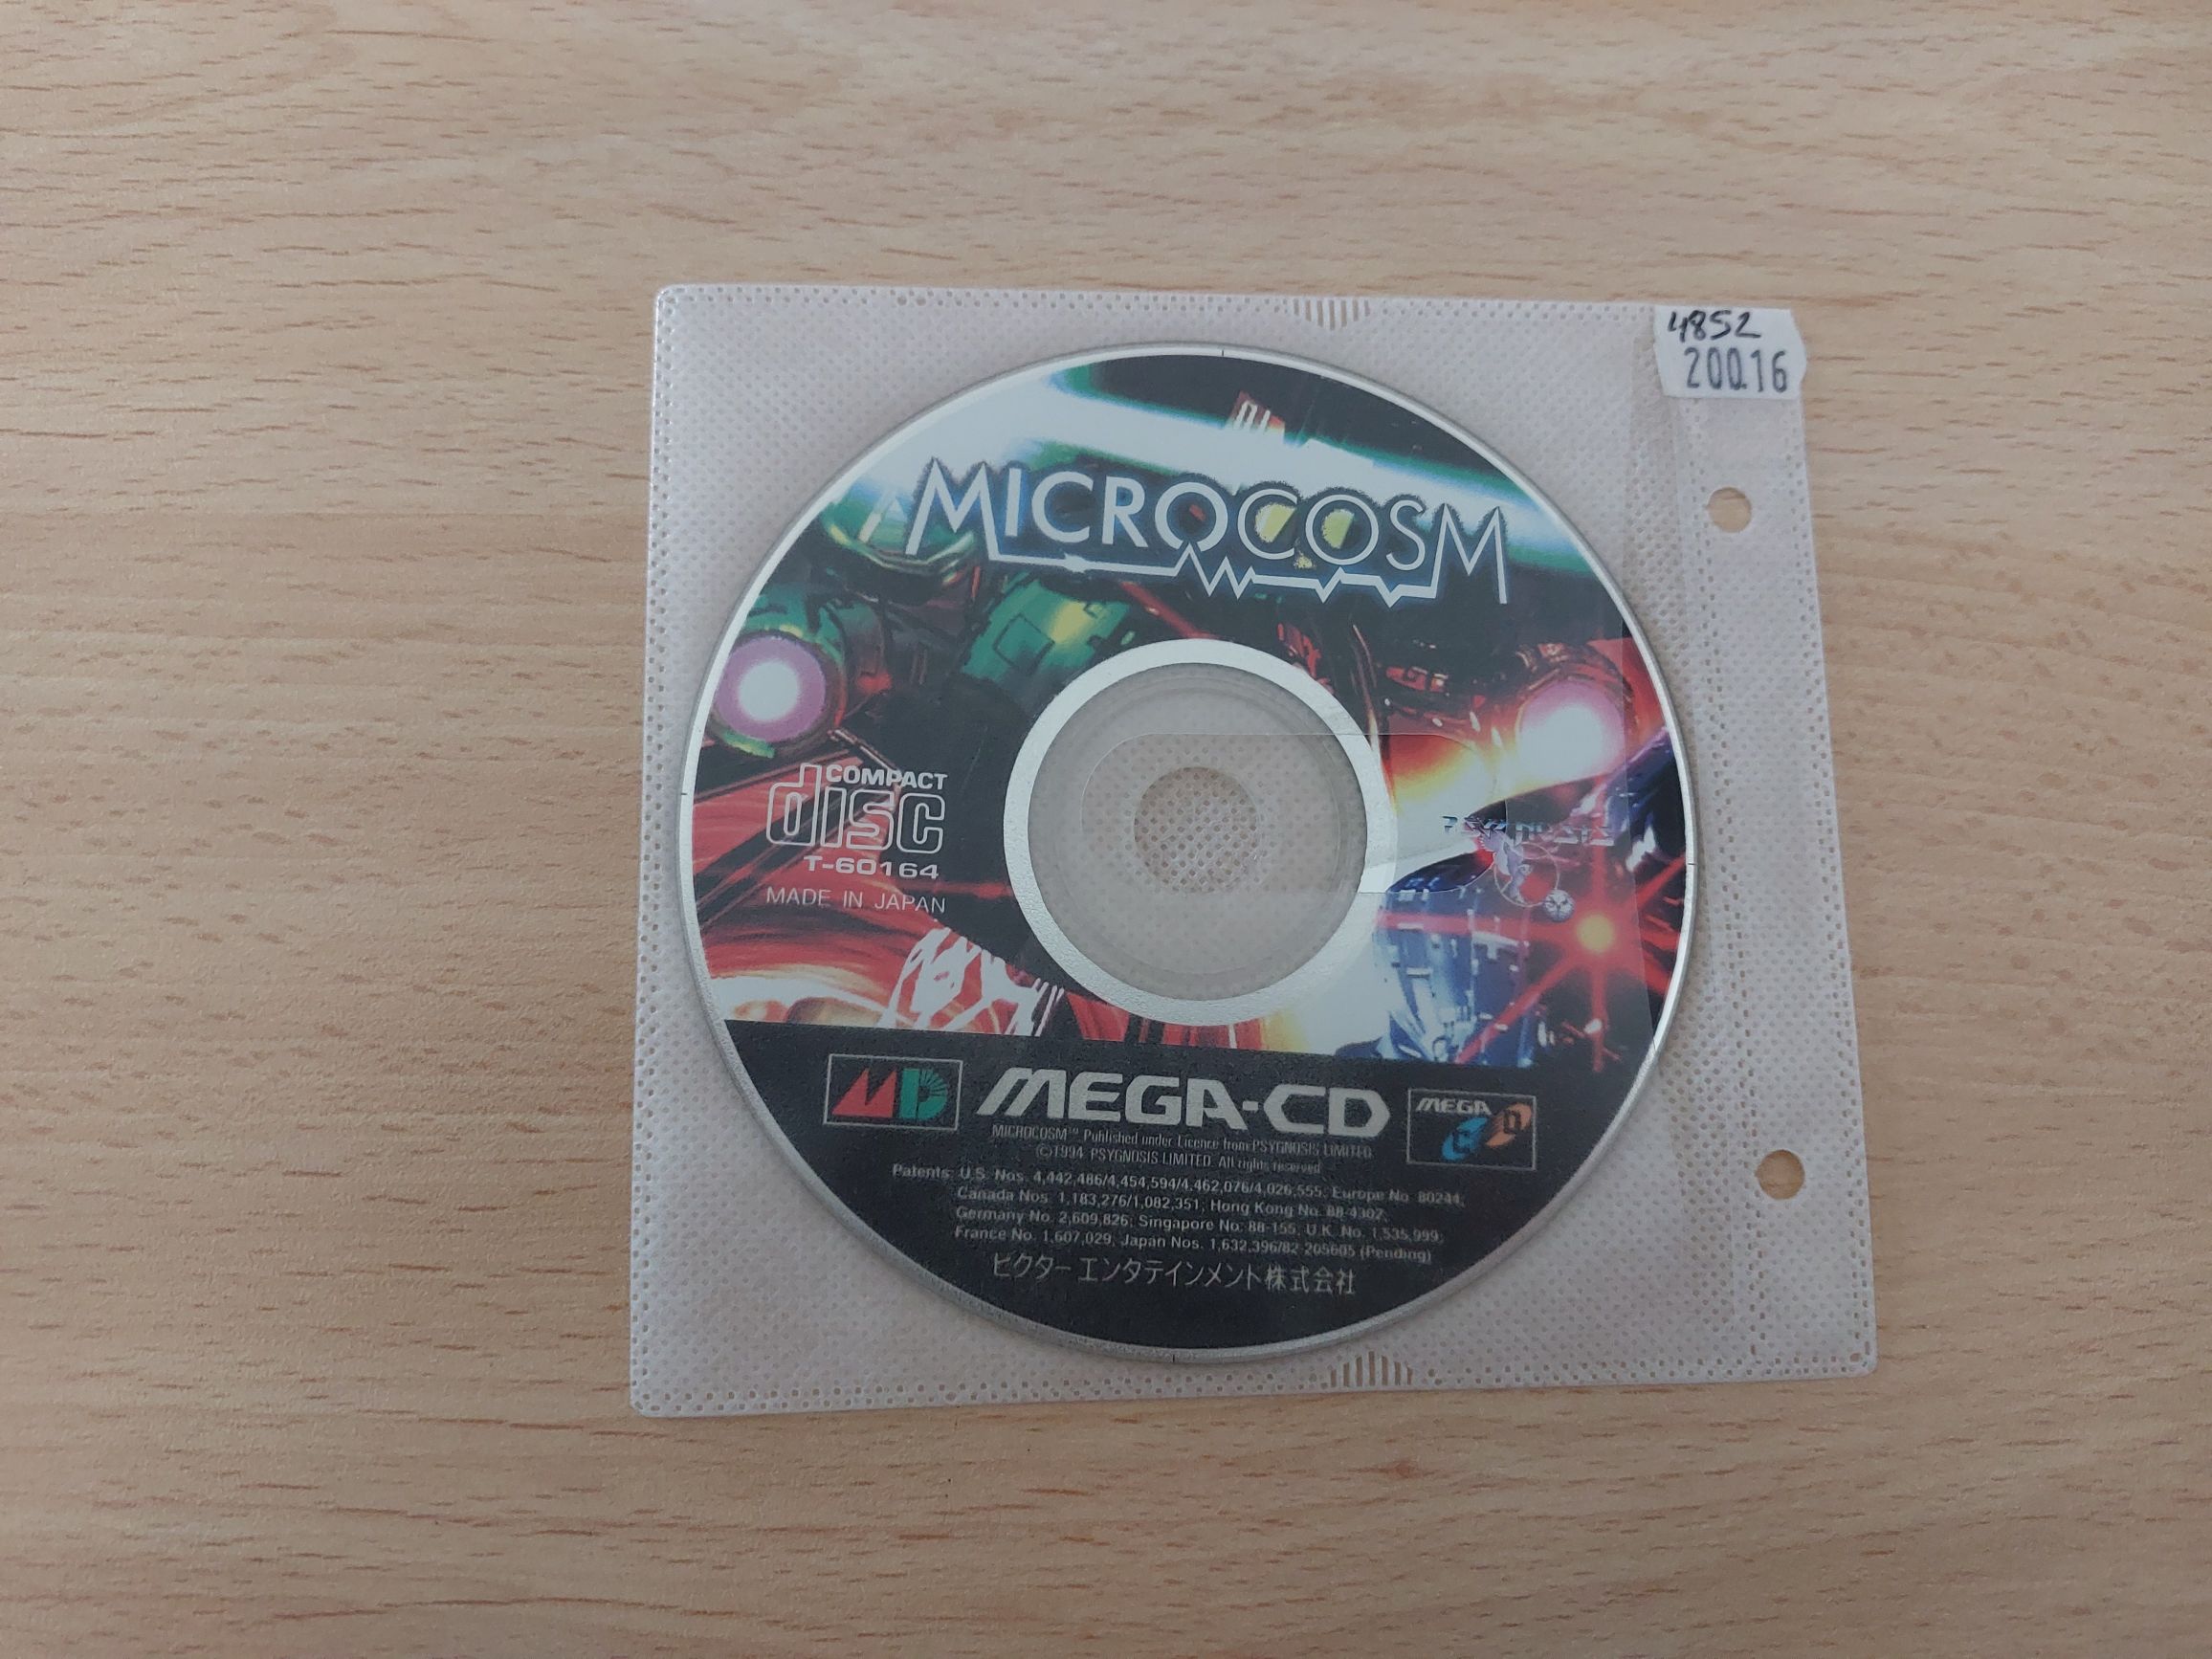 4852
20016
MICROCOSM
COMPACT
disc
T-60164
MADE IN JAPAN
PSYGNOSIS
MD
MEGA-CD
MEGA
CD
MICROCOSM™ Published under Licence from PSYGNOSIS LIMITED.
©1994 PSYGNOSIS LIMITED. All rights reserved
Patents: U.S. Nos. 4,442,486/4,454,594/4,462,076/4,026,555; Europe No. 80244;
Canada Nos. 1,183,276/1,082,351; Hong Kong No. 88-4302;
Germany No. 2,609,826; Singapore No. 88-155; U.K. No. 1,535,999;
France No. 1,607,029; Japan Nos. 1,632,396/82-205605 (Pending)
ビクター エンタテインメント株式会社